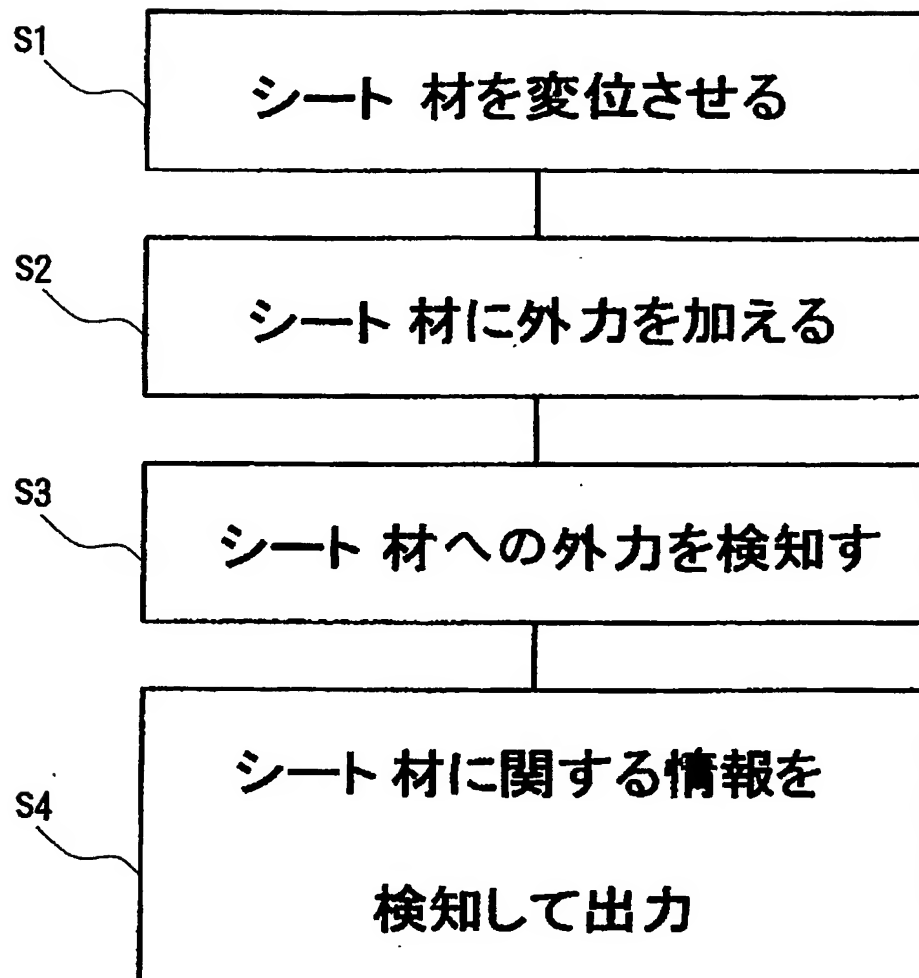 S1
シート 材を変位させる
S2
シート 材に外力を加える
S3
シート 材への外力を検知す
S4
シート 材に関する情報を
検知して出力